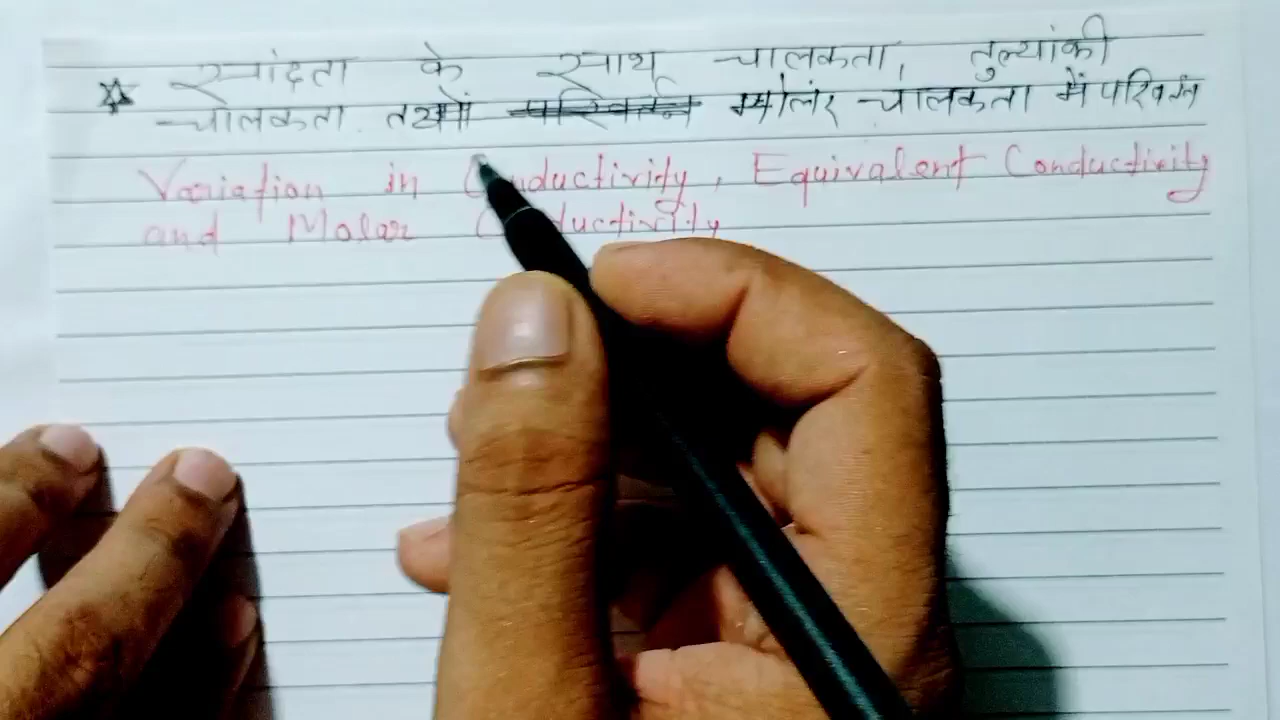 सांद्रता के साथ चालकता, तुल्यांकी
चालकता तथा परिवर्तन मोलर चालकता में परिवर्तन
Variation in Conductivity, Equivalent Conductivity
and Molar Conductivity